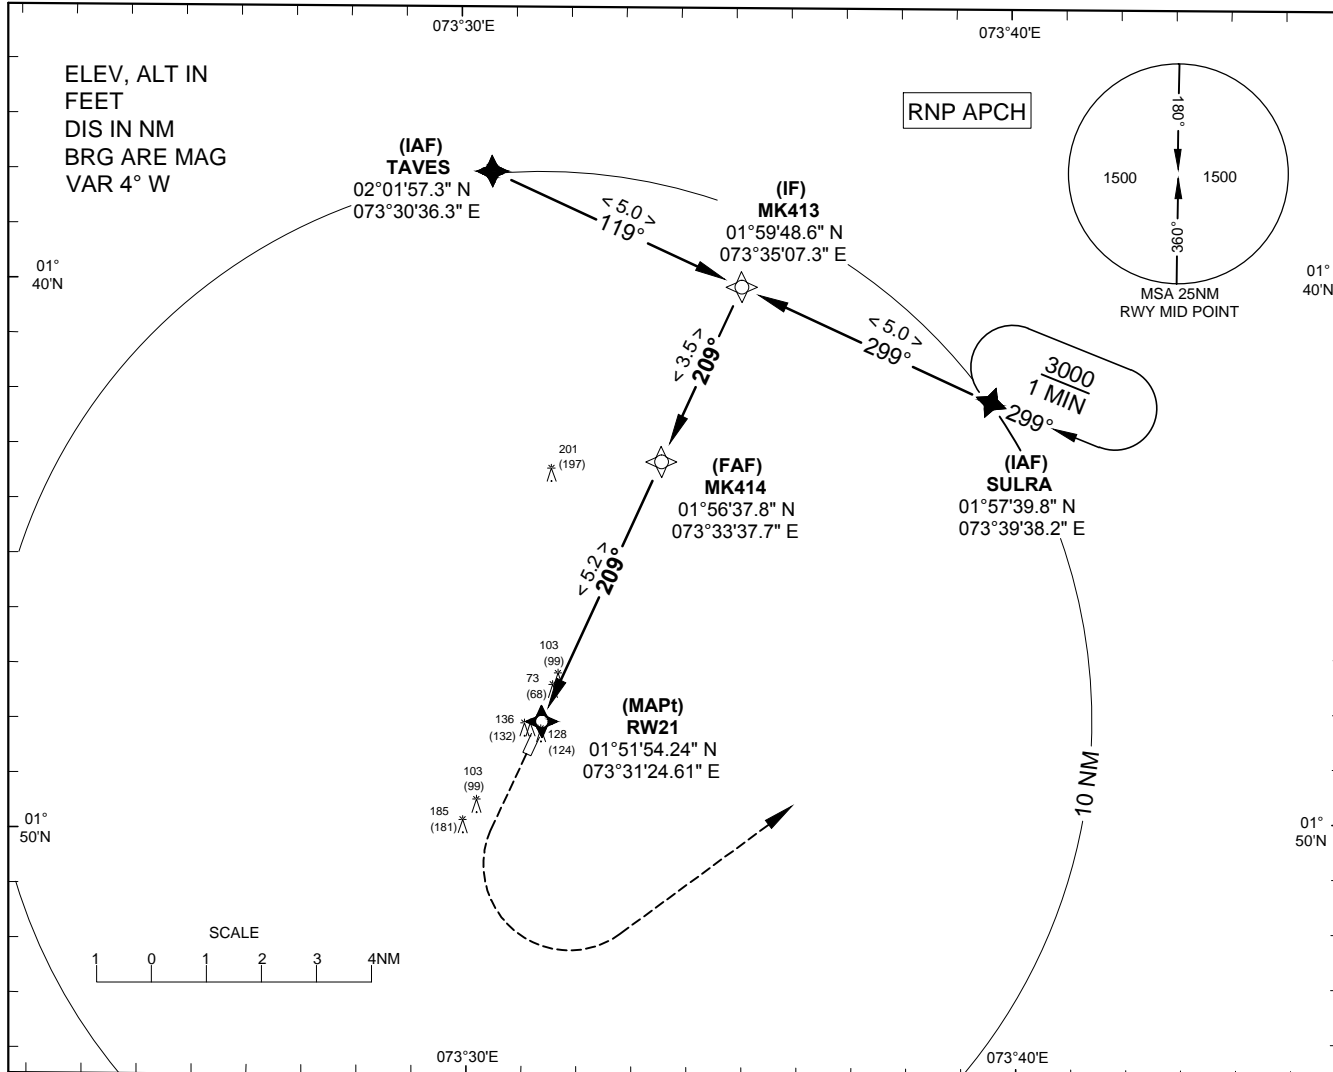 073°30'E
073°40'E
ELEV, ALT IN
FEET
DIS IN NM
BRG ARE MAG
VAR 4° W
RNP APCH
180°
1500
1500
360°
MSA 25NM
RWY MID POINT
(IAF)
TAVES
02°01'57.3" N
073°30'36.3" E
< 5.0 >
119°
(IF)
MK413
01°59'48.6" N
073°35'07.3" E
01°
40'N
01°
40'N
< 5.0 >
299°
< 3.5 >
209°
3000
1 MIN
299°
(IAF)
SULRA
01°57'39.8" N
073°39'38.2" E
201
(197)
(FAF)
MK414
01°56'37.8" N
073°33'37.7" E
< 5.2 >
209°
103
(99)
73
(68)
136
(132)
128
(124)
(MAPt)
RW21
01°51'54.24" N
073°31'24.61" E
10 NM
103
(99)
185
(181)
01°
50'N
01°
50'N
SCALE
1 0 1 2 3 4NM
073°30'E
073°40'E